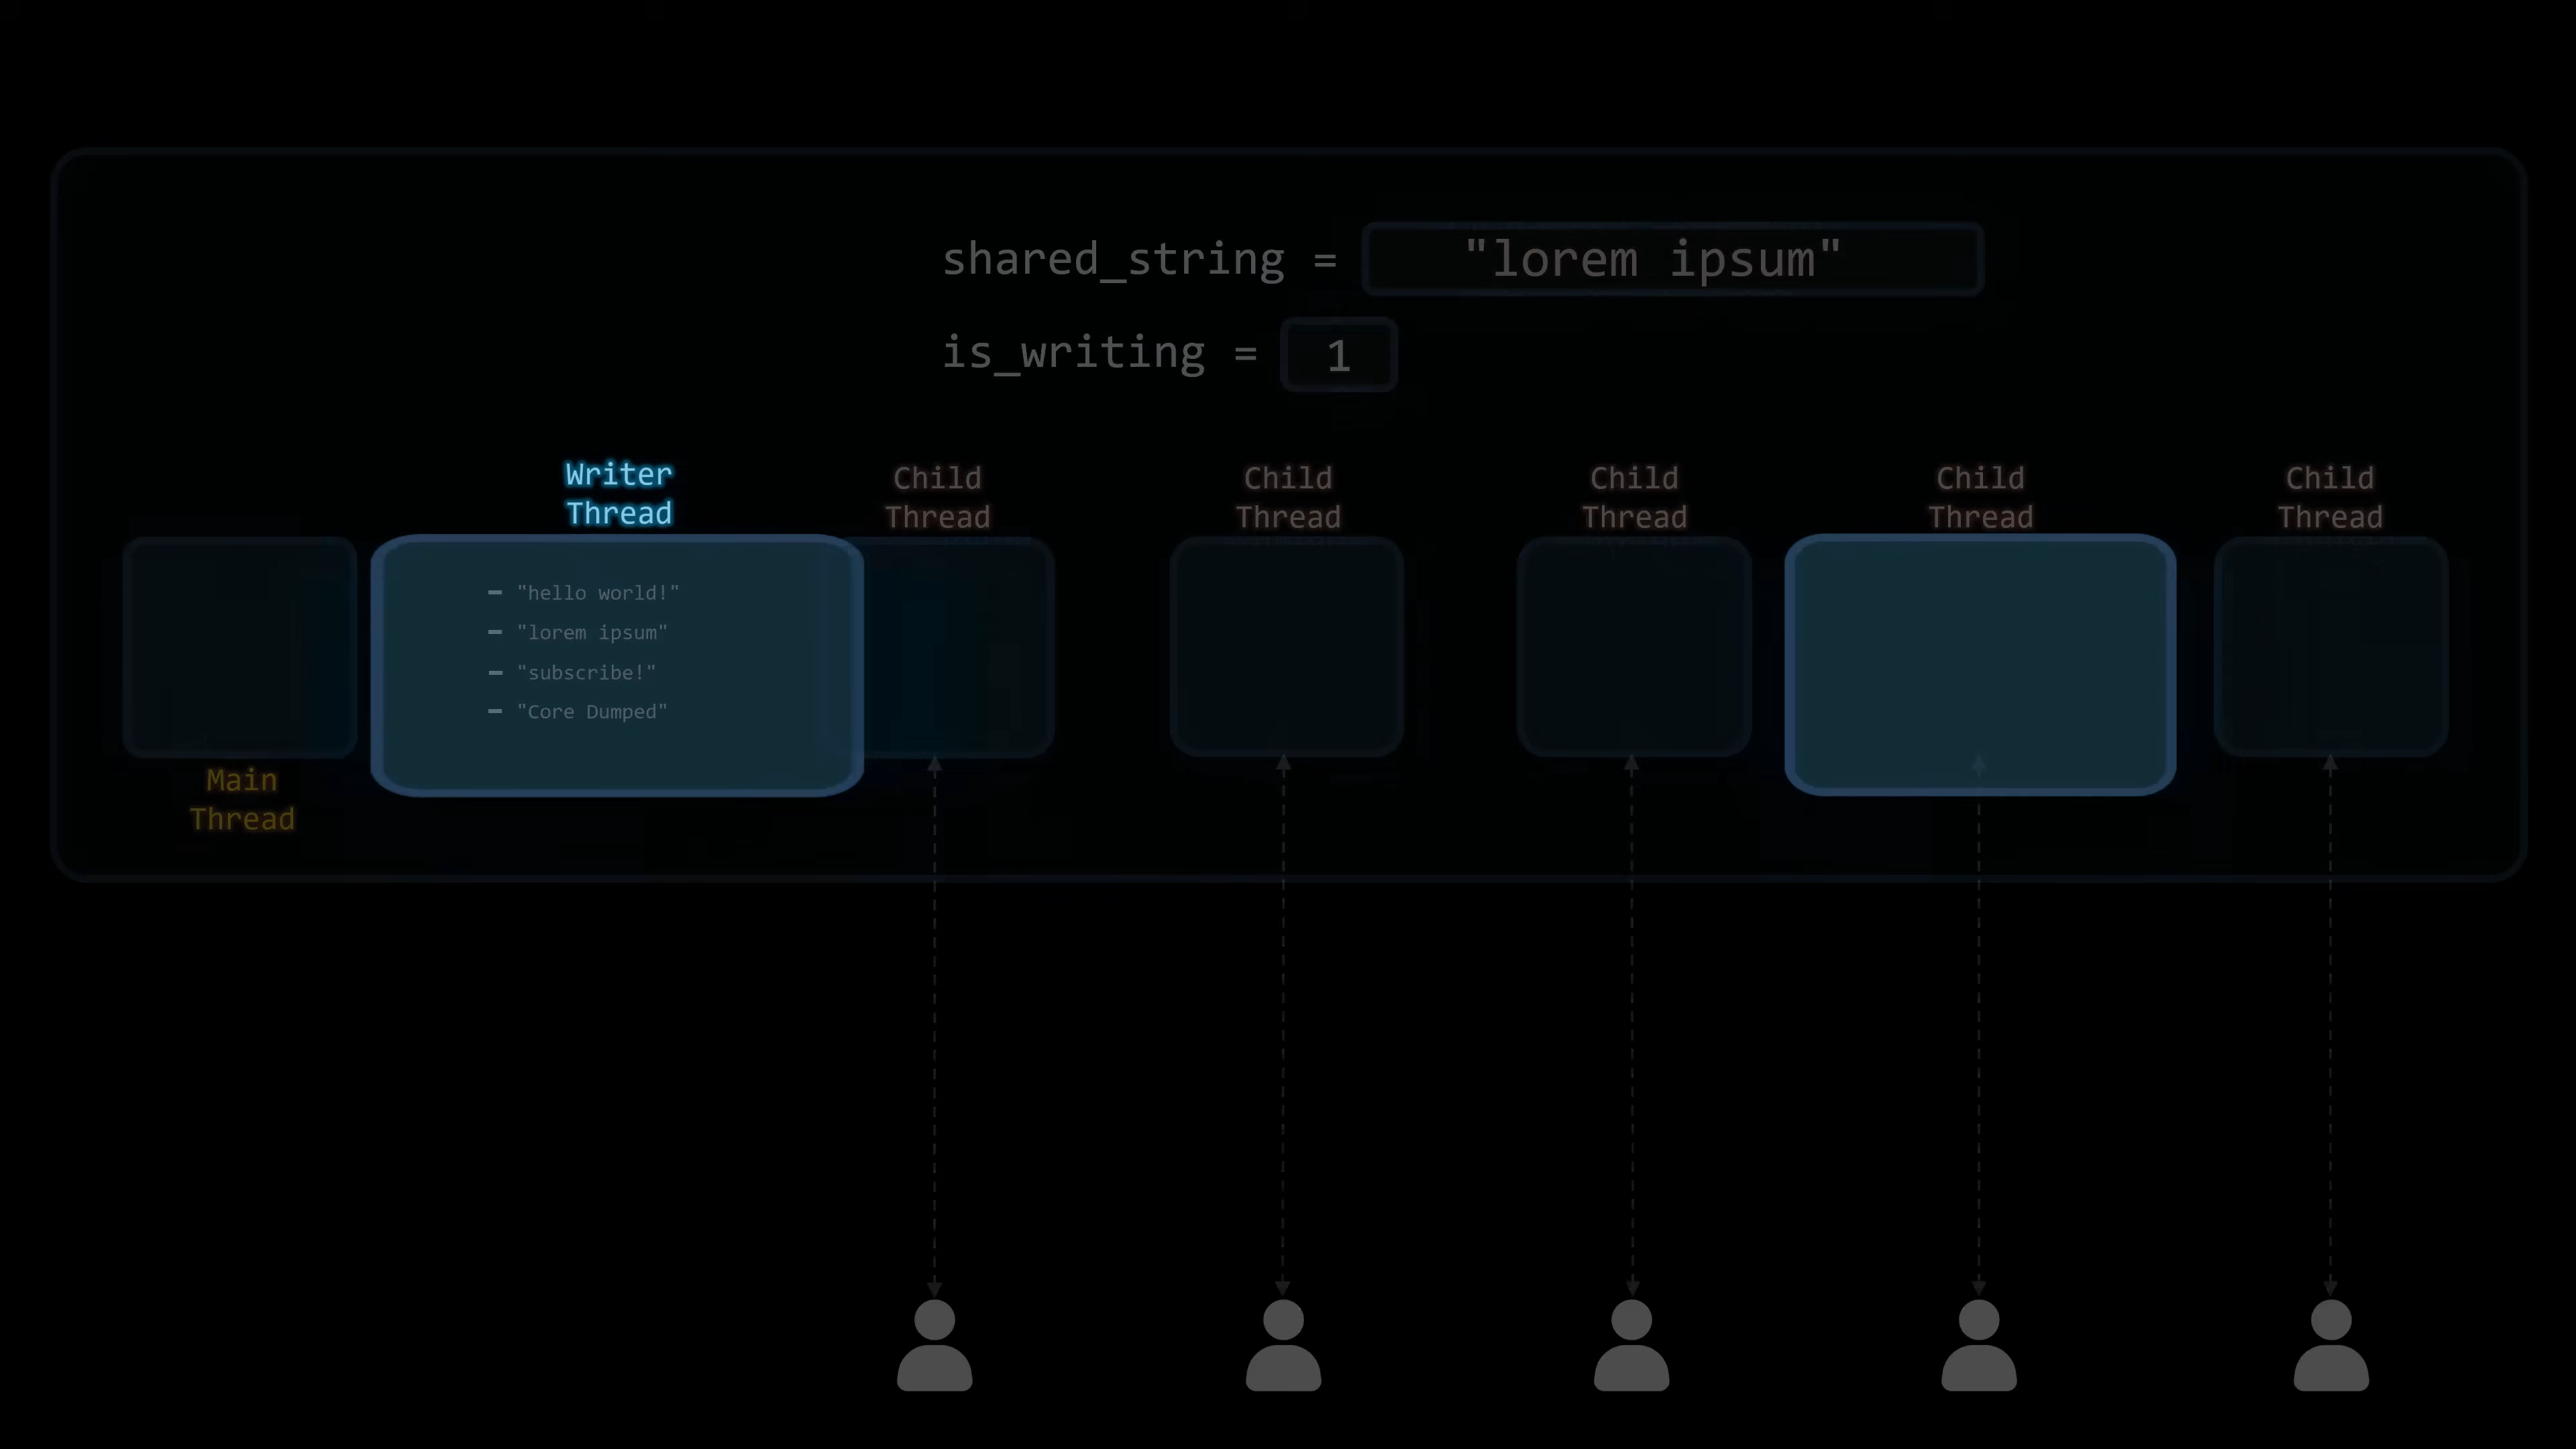 shared_string = "lorem ipsum"
is_writing = 1
Writer
Thread
Child
Thread
Child
Thread
Child
Thread
Child
Thread
Child
Thread
- "hello world!"
- "lorem ipsum"
- "subscribe!"
- "Core Dumped"
Main
Thread